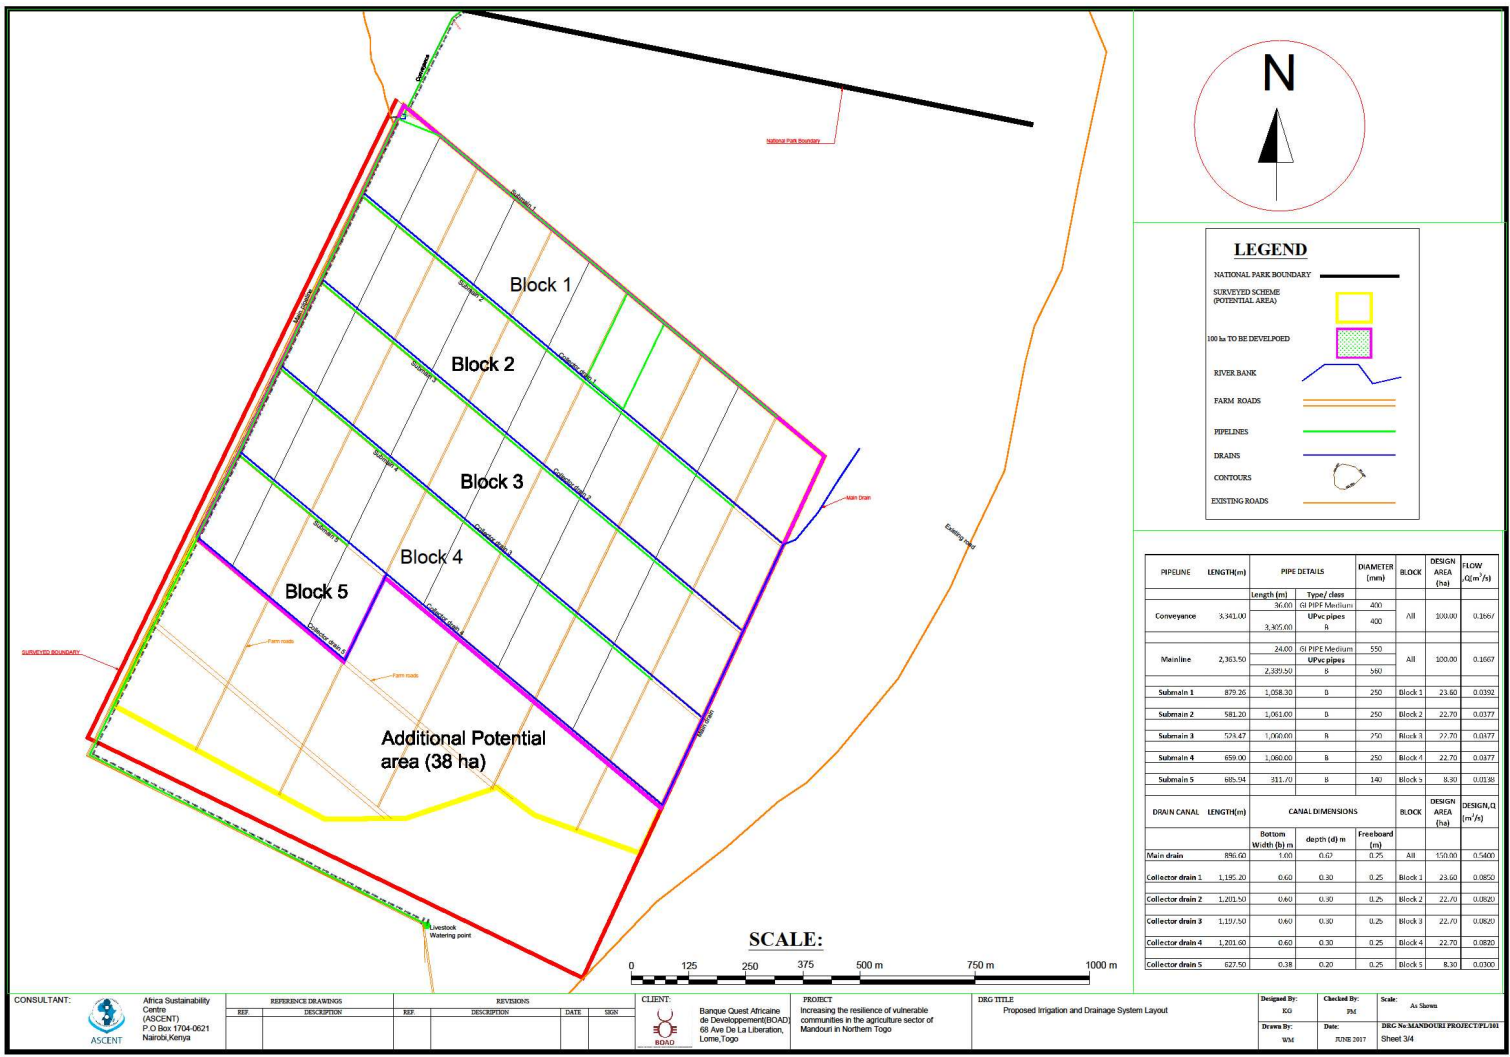 Conveyance
National Park Boundary
Submain 1
Block 1
Submain 2
Main pipeline
Collector drain 1
Block 2
Submain 3
Block 3
Submain 4
Collector drain 2
Main Drain
Existing road
Submain 5
Collector drain 3
Block 4
Block 5
Collector drain 4
Collector drain 5
Farm roads
Farm roads
SURVEYED BOUNDARY
Main drain
Additional Potential
area (38 ha)
Livestock
Watering point
SCALE:
0 125 250 375 500 m 750 m 1000 m
N
LEGEND
NATIONAL PARK BOUNDARY
SURVEYED SCHEME
(POTENTIAL AREA)
100 ha TO BE DEVELPOED
RIVER BANK
FARM ROADS
PIPELINES
DRAINS
CONTOURS
EXISTING ROADS
PIPELINE LENGTH(m) PIPE DETAILS DIAMETER (mm) BLOCK DESIGN AREA (ha) FLOW ,Q(m³/s)
Length (m) Type/ class
36.00 GI PIPE Medium 400
Conveyance 3,341.00 UPvc pipes 400 All 100.00 0.1667
3,305.00 B
24.00 GI PIPE Medium 550
Mainline 2,363.50 UPvc pipes All 100.00 0.1667
2,339.50 B 560
Submain 1 879.26 1,058.30 B 250 Block 1 23.60 0.0392
Submain 2 581.20 1,061.00 B 250 Block 2 22.70 0.0377
Submain 3 523.47 1,060.00 B 250 Block 3 22.70 0.0377
Submain 4 659.00 1,060.00 B 250 Block 4 22.70 0.0377
Submain 5 685.94 311.70 B 140 Block 5 8.30 0.0138
DRAIN CANAL LENGTH(m) CANAL DIMENSIONS BLOCK DESIGN AREA (ha) DESIGN,Q (m³/s)
Bottom Width (b) m depth (d) m Freeboard (m)
Main drain 896.60 1.00 0.62 0.25 All 150.00 0.5400
Collector drain 1 1,195.20 0.60 0.30 0.25 Block 1 23.60 0.0850
Collector drain 2 1,201.50 0.60 0.30 0.25 Block 2 22.70 0.0820
Collector drain 3 1,197.50 0.60 0.30 0.25 Block 3 22.70 0.0820
Collector drain 4 1,201.60 0.60 0.30 0.25 Block 4 22.70 0.0820
Collector drain 5 627.50 0.38 0.20 0.25 Block 5 8.30 0.0300
CONSULTANT:
ASCENT
Africa Sustainability
Centre
(ASCENT)
P.O Box 1704-0621
Nairobi,Kenya
REFERENCE DRAWINGS
REF. DESCRIPTION
REVISIONS
REF. DESCRIPTION DATE SIGN
CLIENT:
BOAD
Banque Quest Africaine
de Developpement(BOAD)
68 Ave De La Liberation,
Lome,Togo
PROJECT
Increasing the resilience of vulnerable
communities in the agriculture sector of
Mandouri in Northern Togo
DRG TITLE
Proposed Irrigation and Drainage System Layout
Designed By:
KG
Checked By:
PM
Scale:
As Shown
Drawn By:
WM
Date:
JUNE 2017
DRG No:MANDOURI PROJECT/PL/101
Sheet 3/4